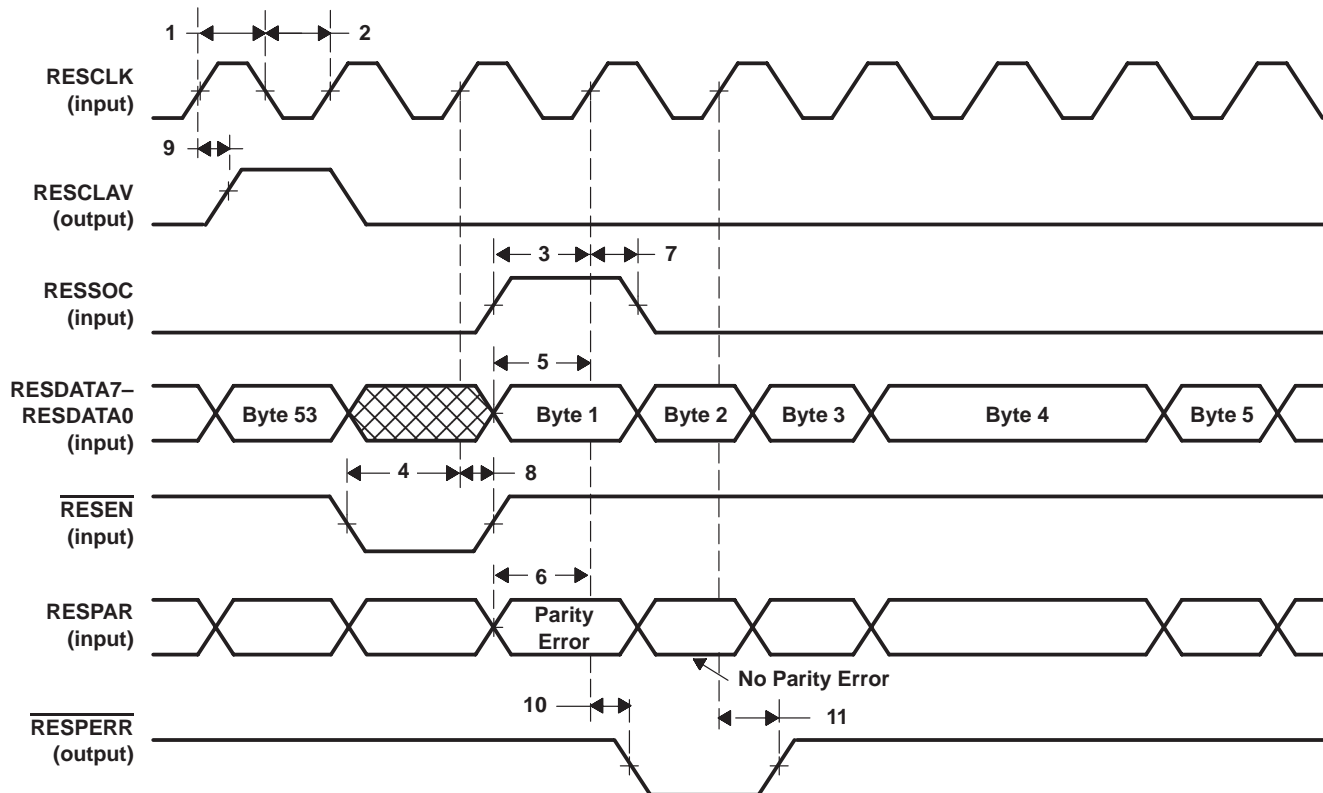 1
2
RESCLK
(input)
9
RESCLAV
(output)
3
7
RESSOC
(input)
5
RESDATA7–
RESDATA0
(input)
Byte 53
Byte 1
Byte 2
Byte 3
Byte 4
Byte 5
4
8
RESEN
(input)
6
RESPAR
(input)
Parity
Error
No Parity Error
10
11
RESPERR
(output)